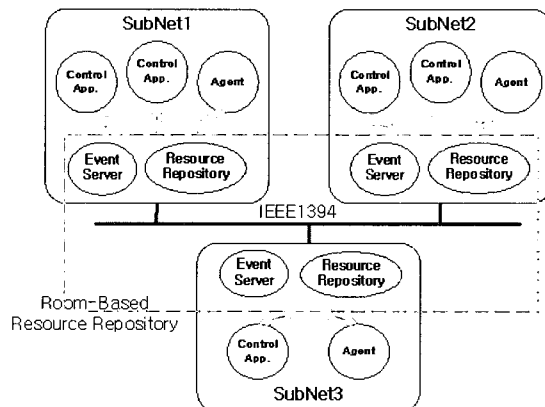 SubNet1
SubNet2
Control
App.
Control
App.
Agent
Control
App.
Control
App.
Agent
Event
Server
Resource
Repository
Event
Server
Resource
Repository
IEEE1394
Event
Server
Resource
Repository
Room-Based
Resource Repository
Control
App.
Agent
SubNet3